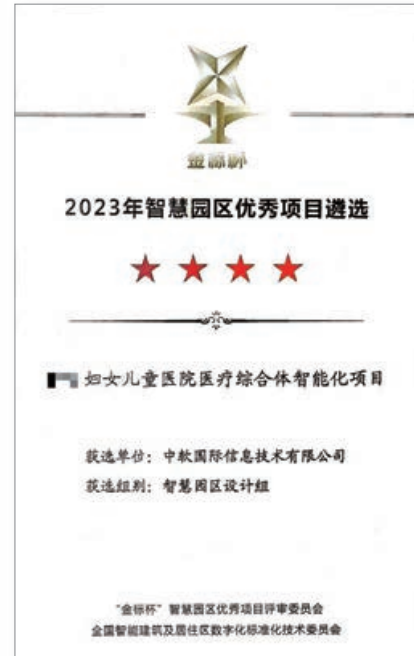 金标杯
2023年智慧园区优秀项目遴选
妇女儿童医院医疗综合体智能化项目
获选单位：中软国际信息技术有限公司
获选组别：智慧园区设计组
“金标杯”智慧园区优秀项目评审委员会
全国智能建筑及居住区数字化标准化技术委员会